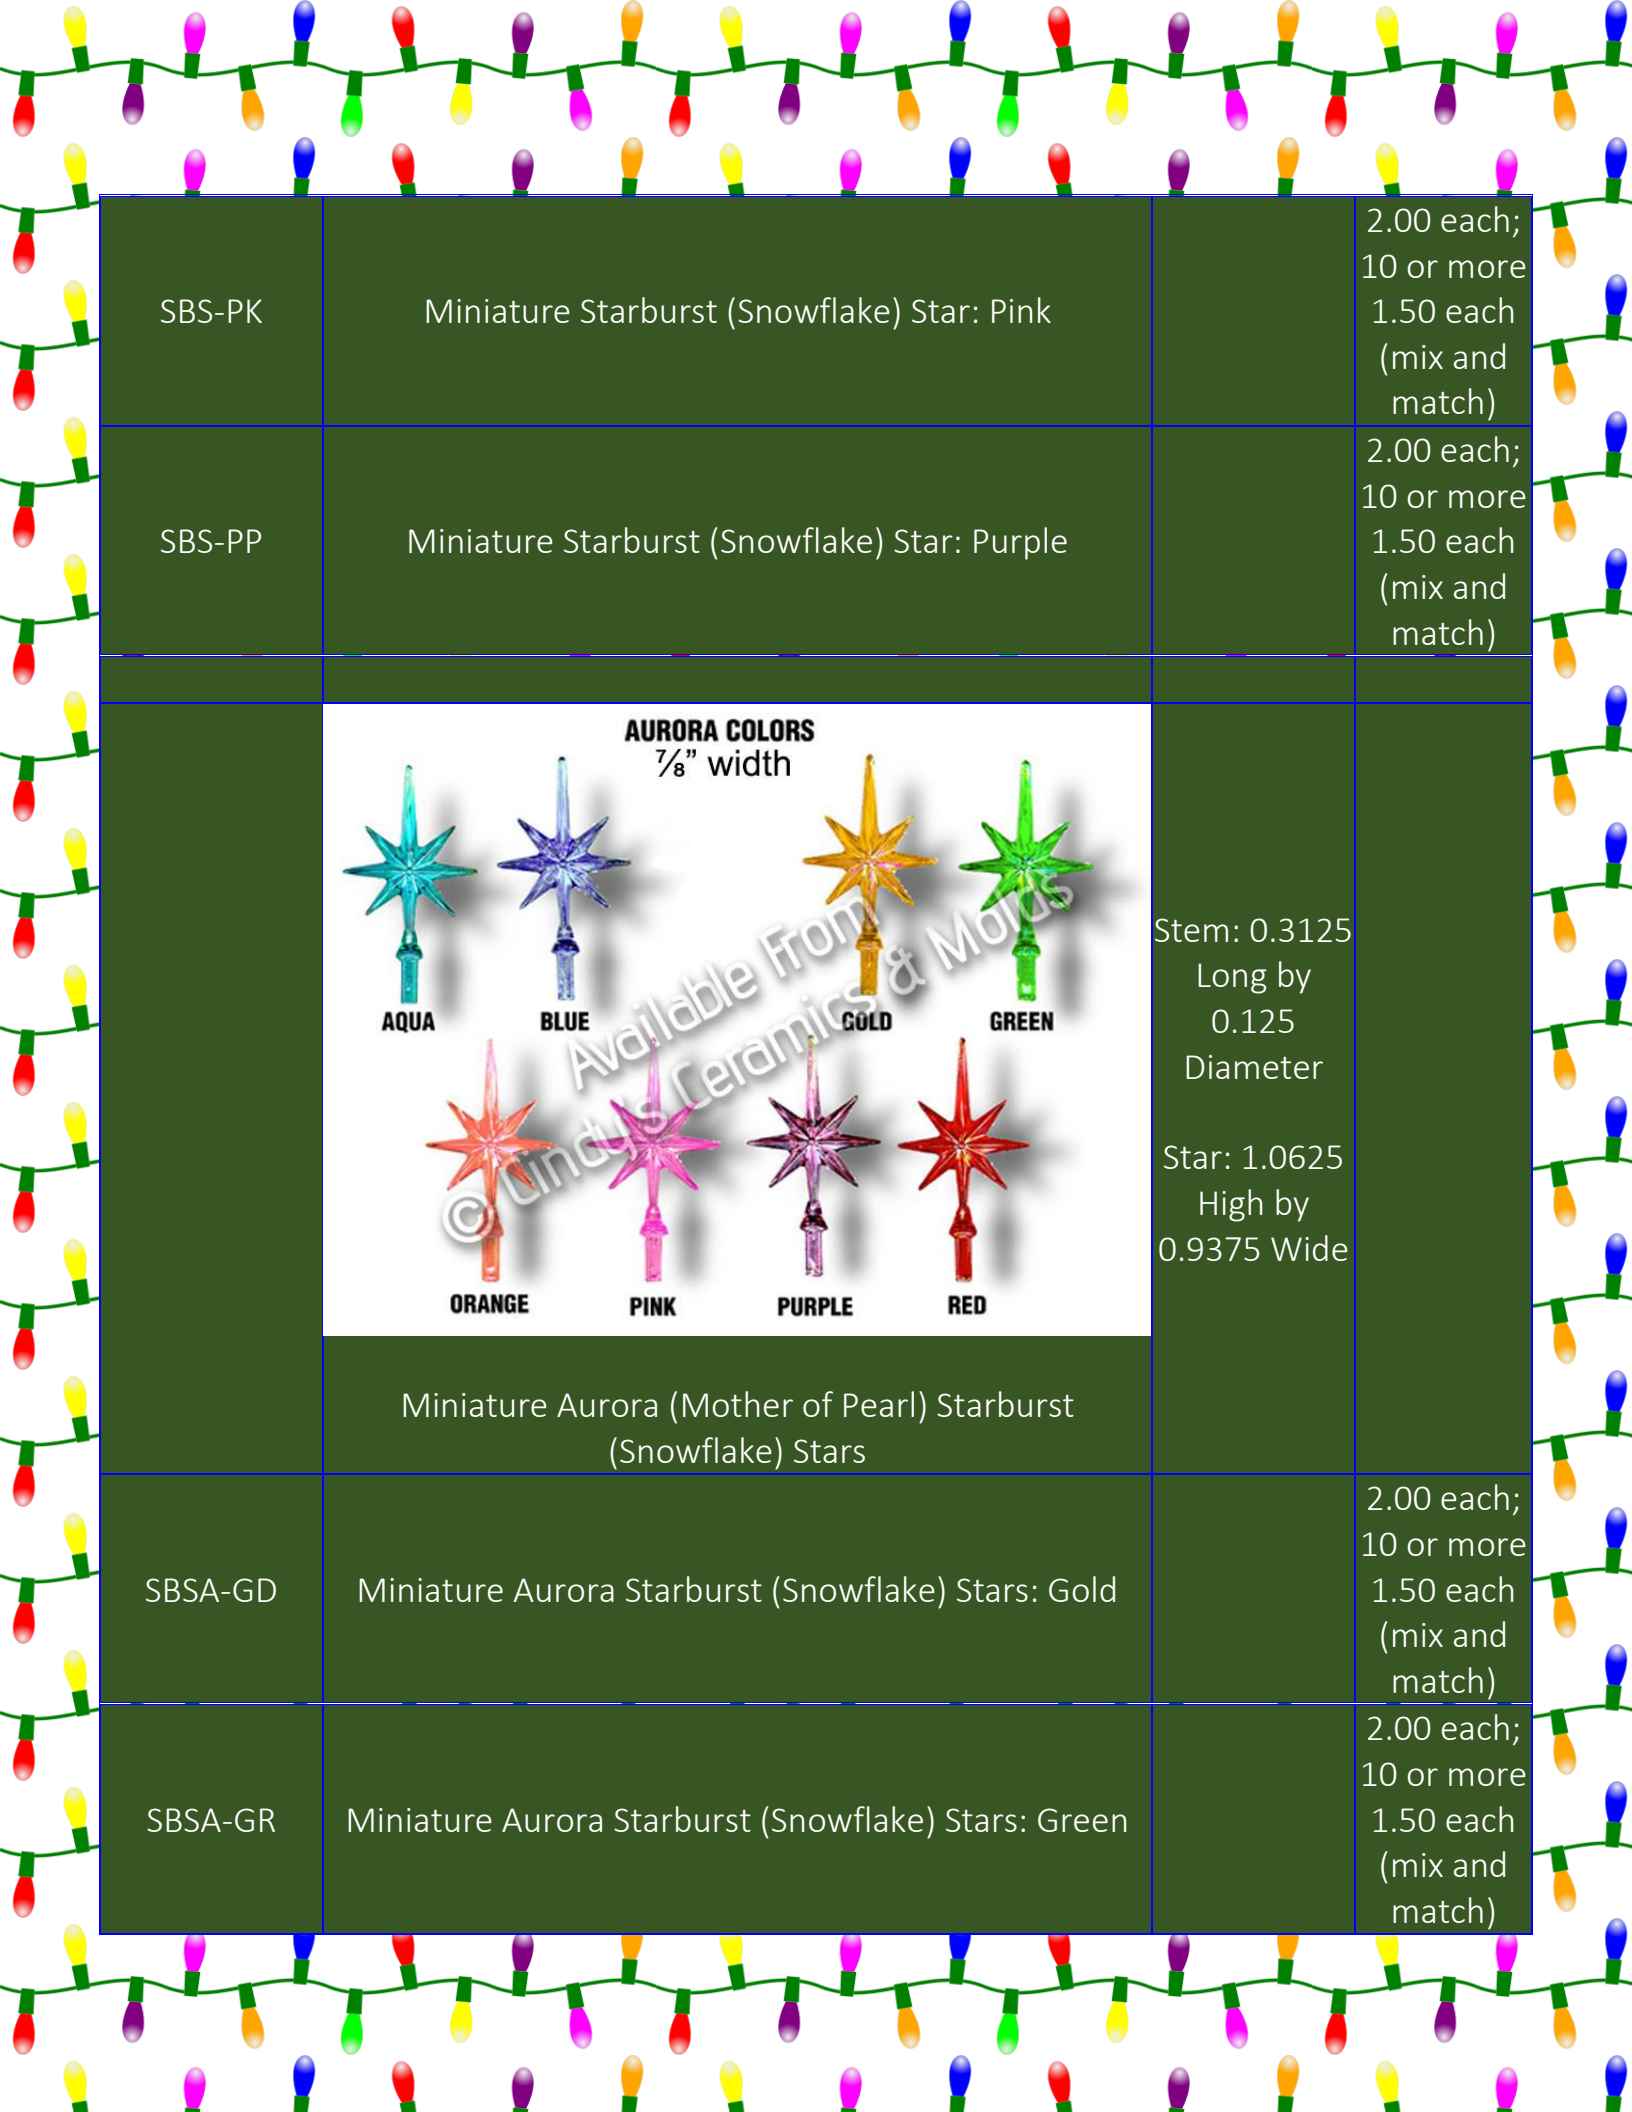 SBS-PK
Miniature Starburst (Snowflake) Star: Pink
2.00 each;
10 or more
1.50 each
(mix and
match)
SBS-PP
Miniature Starburst (Snowflake) Star: Purple
2.00 each;
10 or more
1.50 each
(mix and
match)
AURORA COLORS
⅞” width
AQUA
BLUE
GOLD
GREEN
ORANGE
PINK
PURPLE
RED
Available From
© Cindy's Ceramics & Molds
Miniature Aurora (Mother of Pearl) Starburst
(Snowflake) Stars
Stem: 0.3125
Long by
0.125
Diameter
Star: 1.0625
High by
0.9375 Wide
SBSA-GD
Miniature Aurora Starburst (Snowflake) Stars: Gold
2.00 each;
10 or more
1.50 each
(mix and
match)
SBSA-GR
Miniature Aurora Starburst (Snowflake) Stars: Green
2.00 each;
10 or more
1.50 each
(mix and
match)